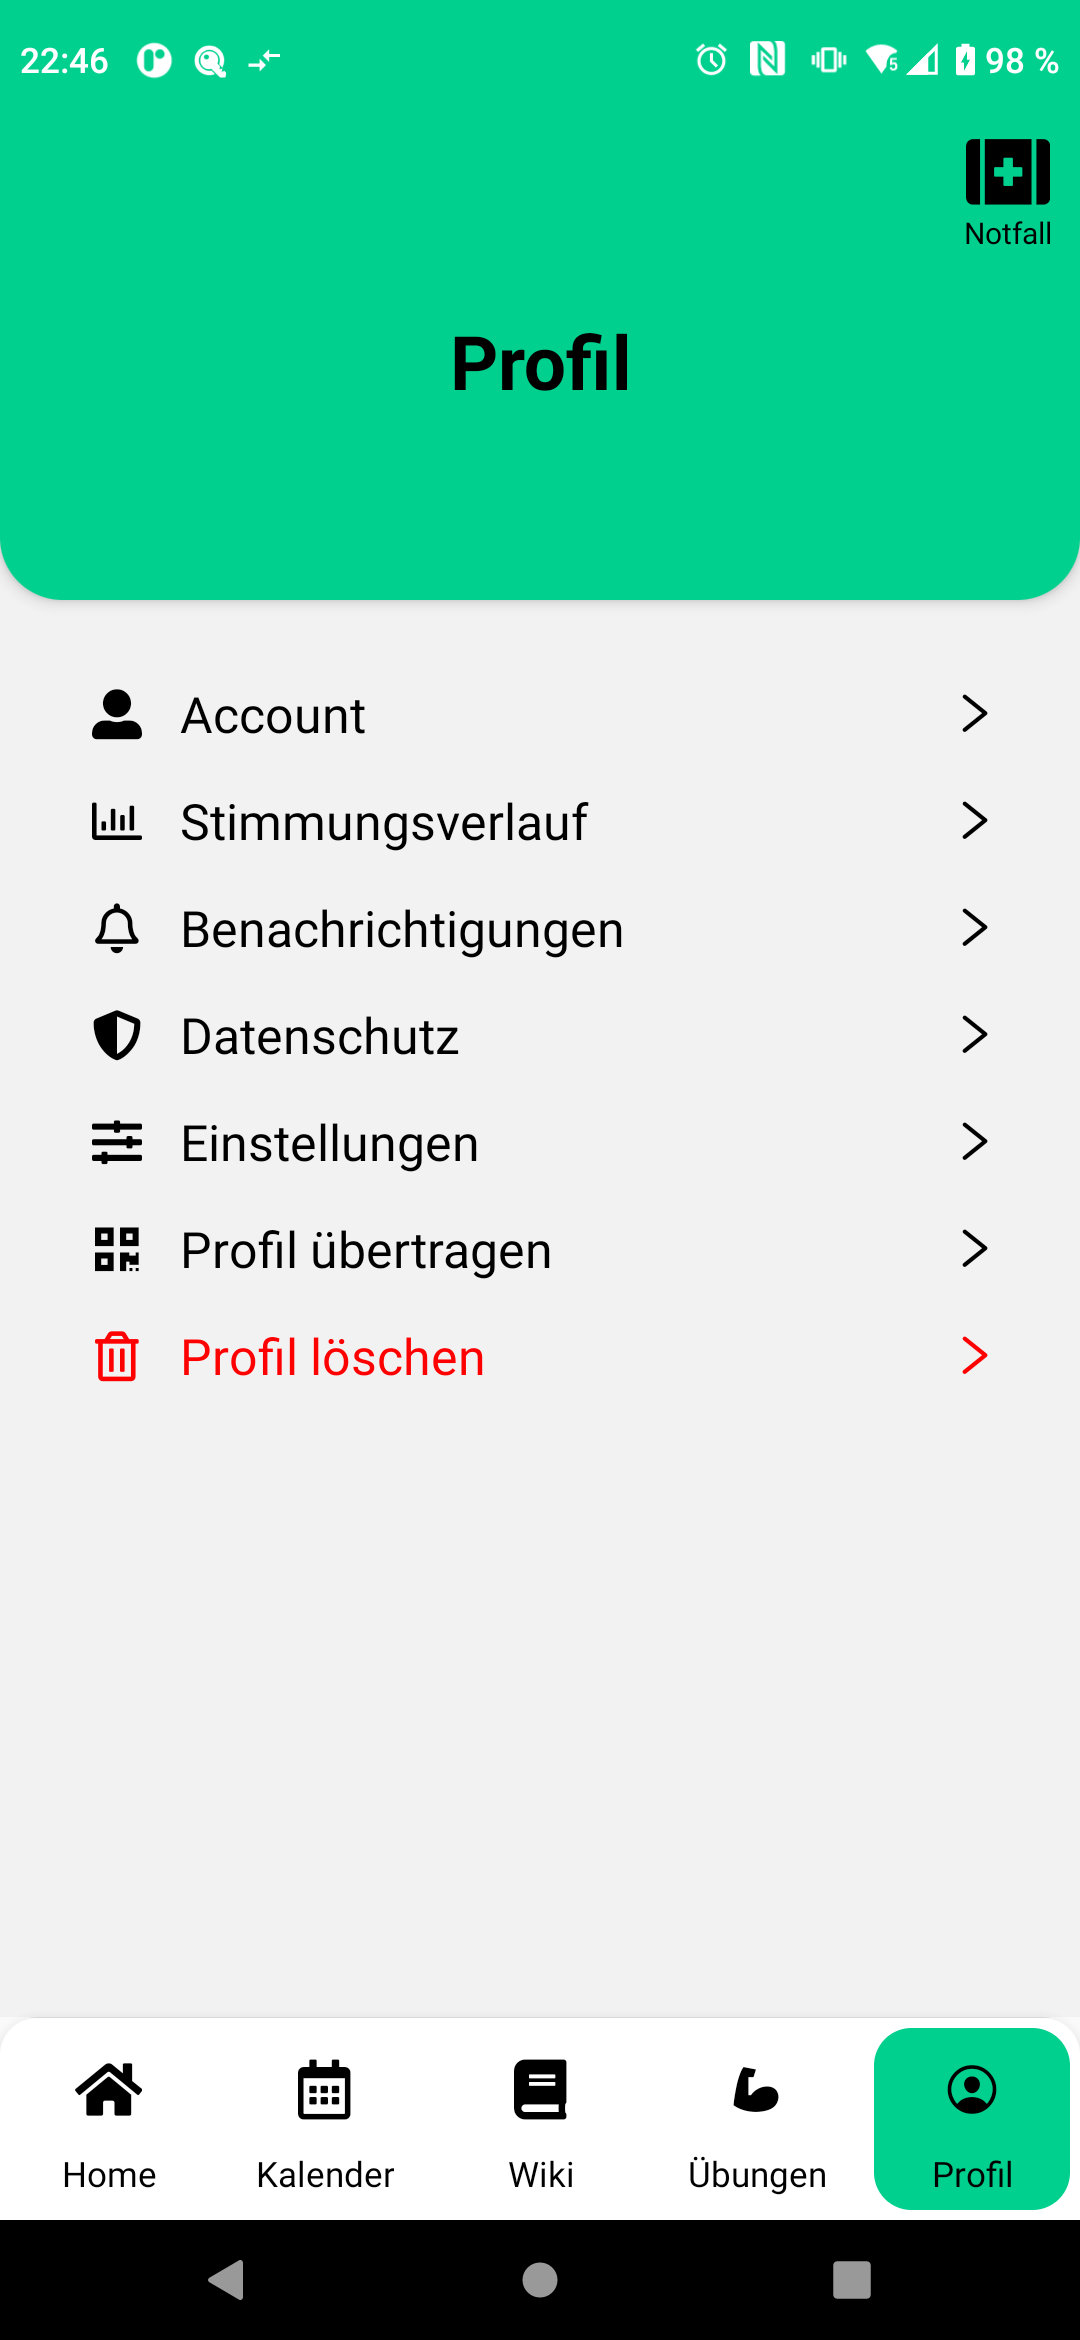 22:46 98 %
Notfall
Profil
Account
Stimmungsverlauf
Benachrichtigungen
Datenschutz
Einstellungen
Profil übertragen
Profil löschen
Home Kalender Wiki Übungen Profil